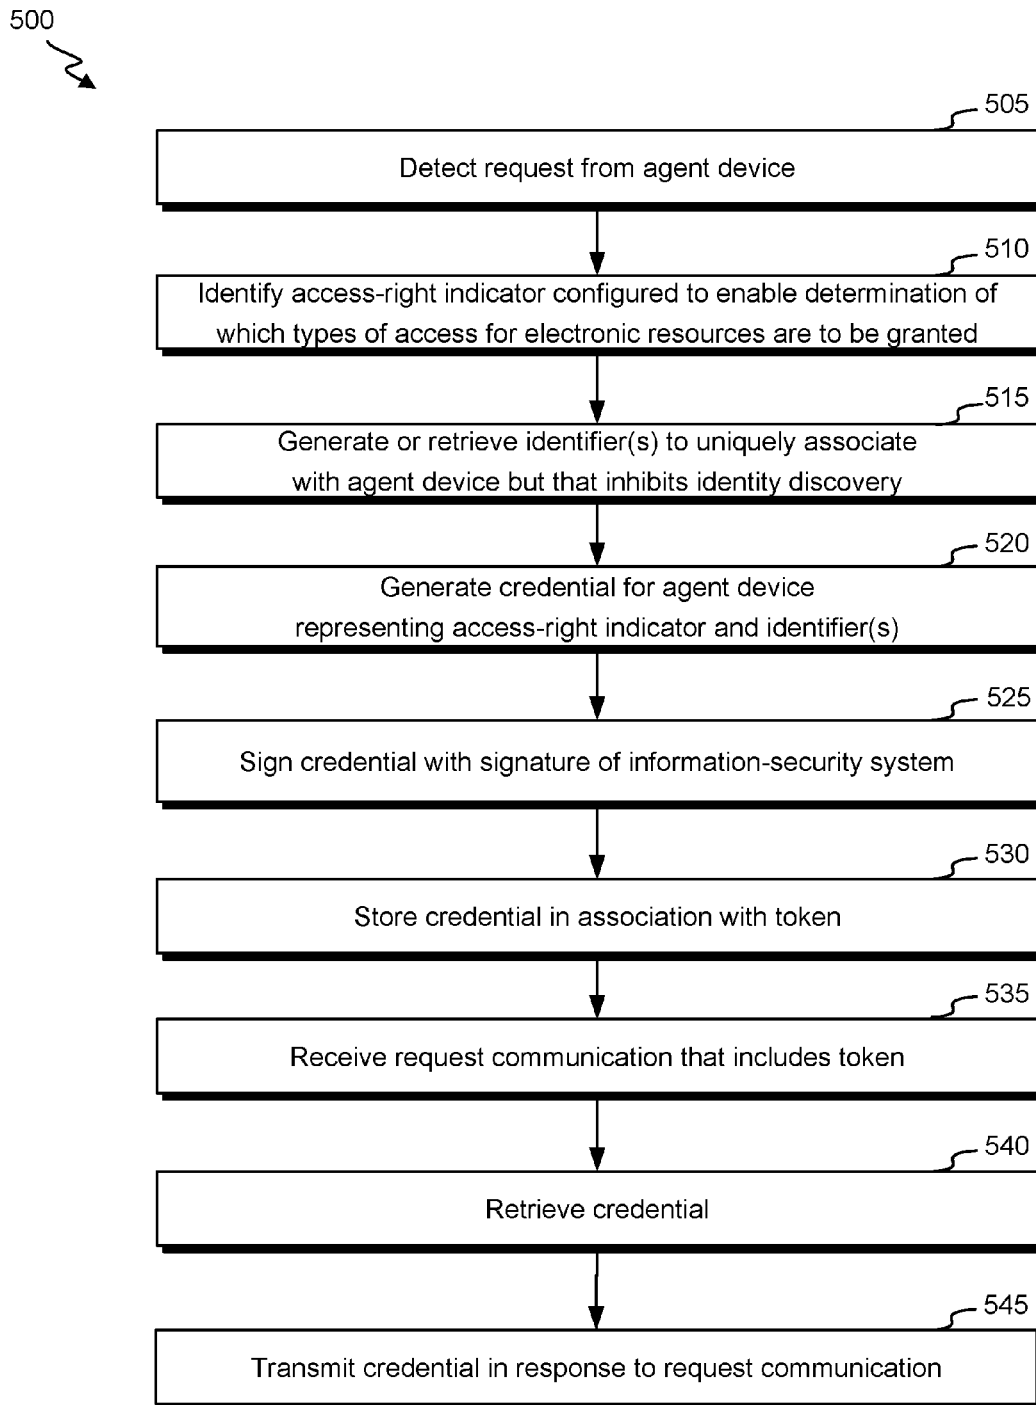 500
505
Detect request from agent device
510
Identify access-right indicator configured to enable determination of
which types of access for electronic resources are to be granted
515
Generate or retrieve identifier(s) to uniquely associate
with agent device but that inhibits identity discovery
520
Generate credential for agent device
representing access-right indicator and identifier(s)
525
Sign credential with signature of information-security system
530
Store credential in association with token
535
Receive request communication that includes token
540
Retrieve credential
545
Transmit credential in response to request communication